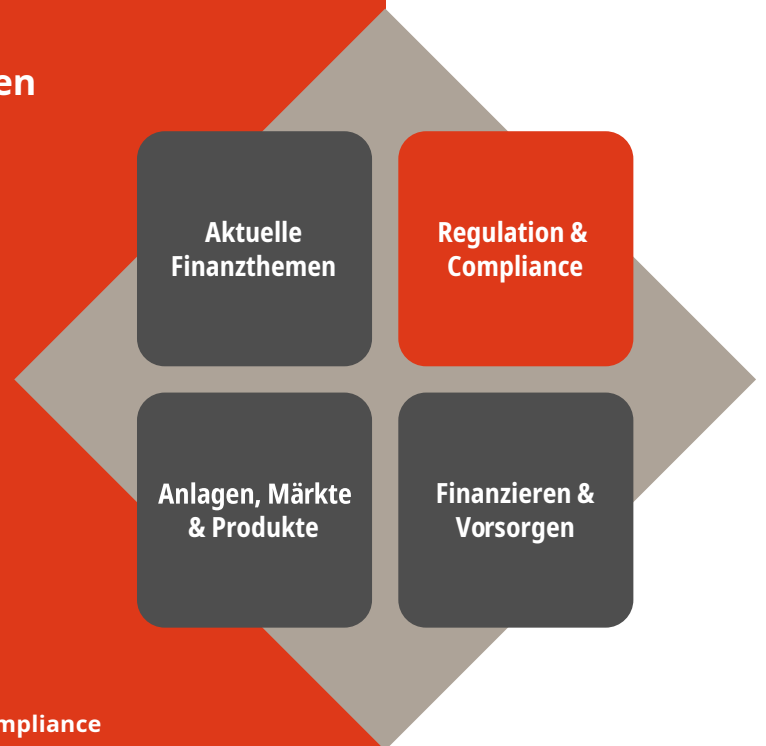 en
Aktuelle
Finanzthemen
Regulation &
Compliance
Anlagen, Märkte
& Produkte
Finanzieren &
Vorsorgen
mpliance